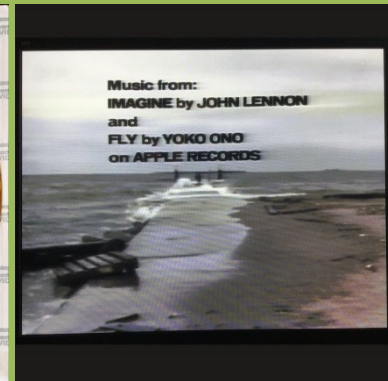 Music from:
IMAGINE by JOHN LENNON
and
FLY by YOKO ONO
on APPLE RECORDS